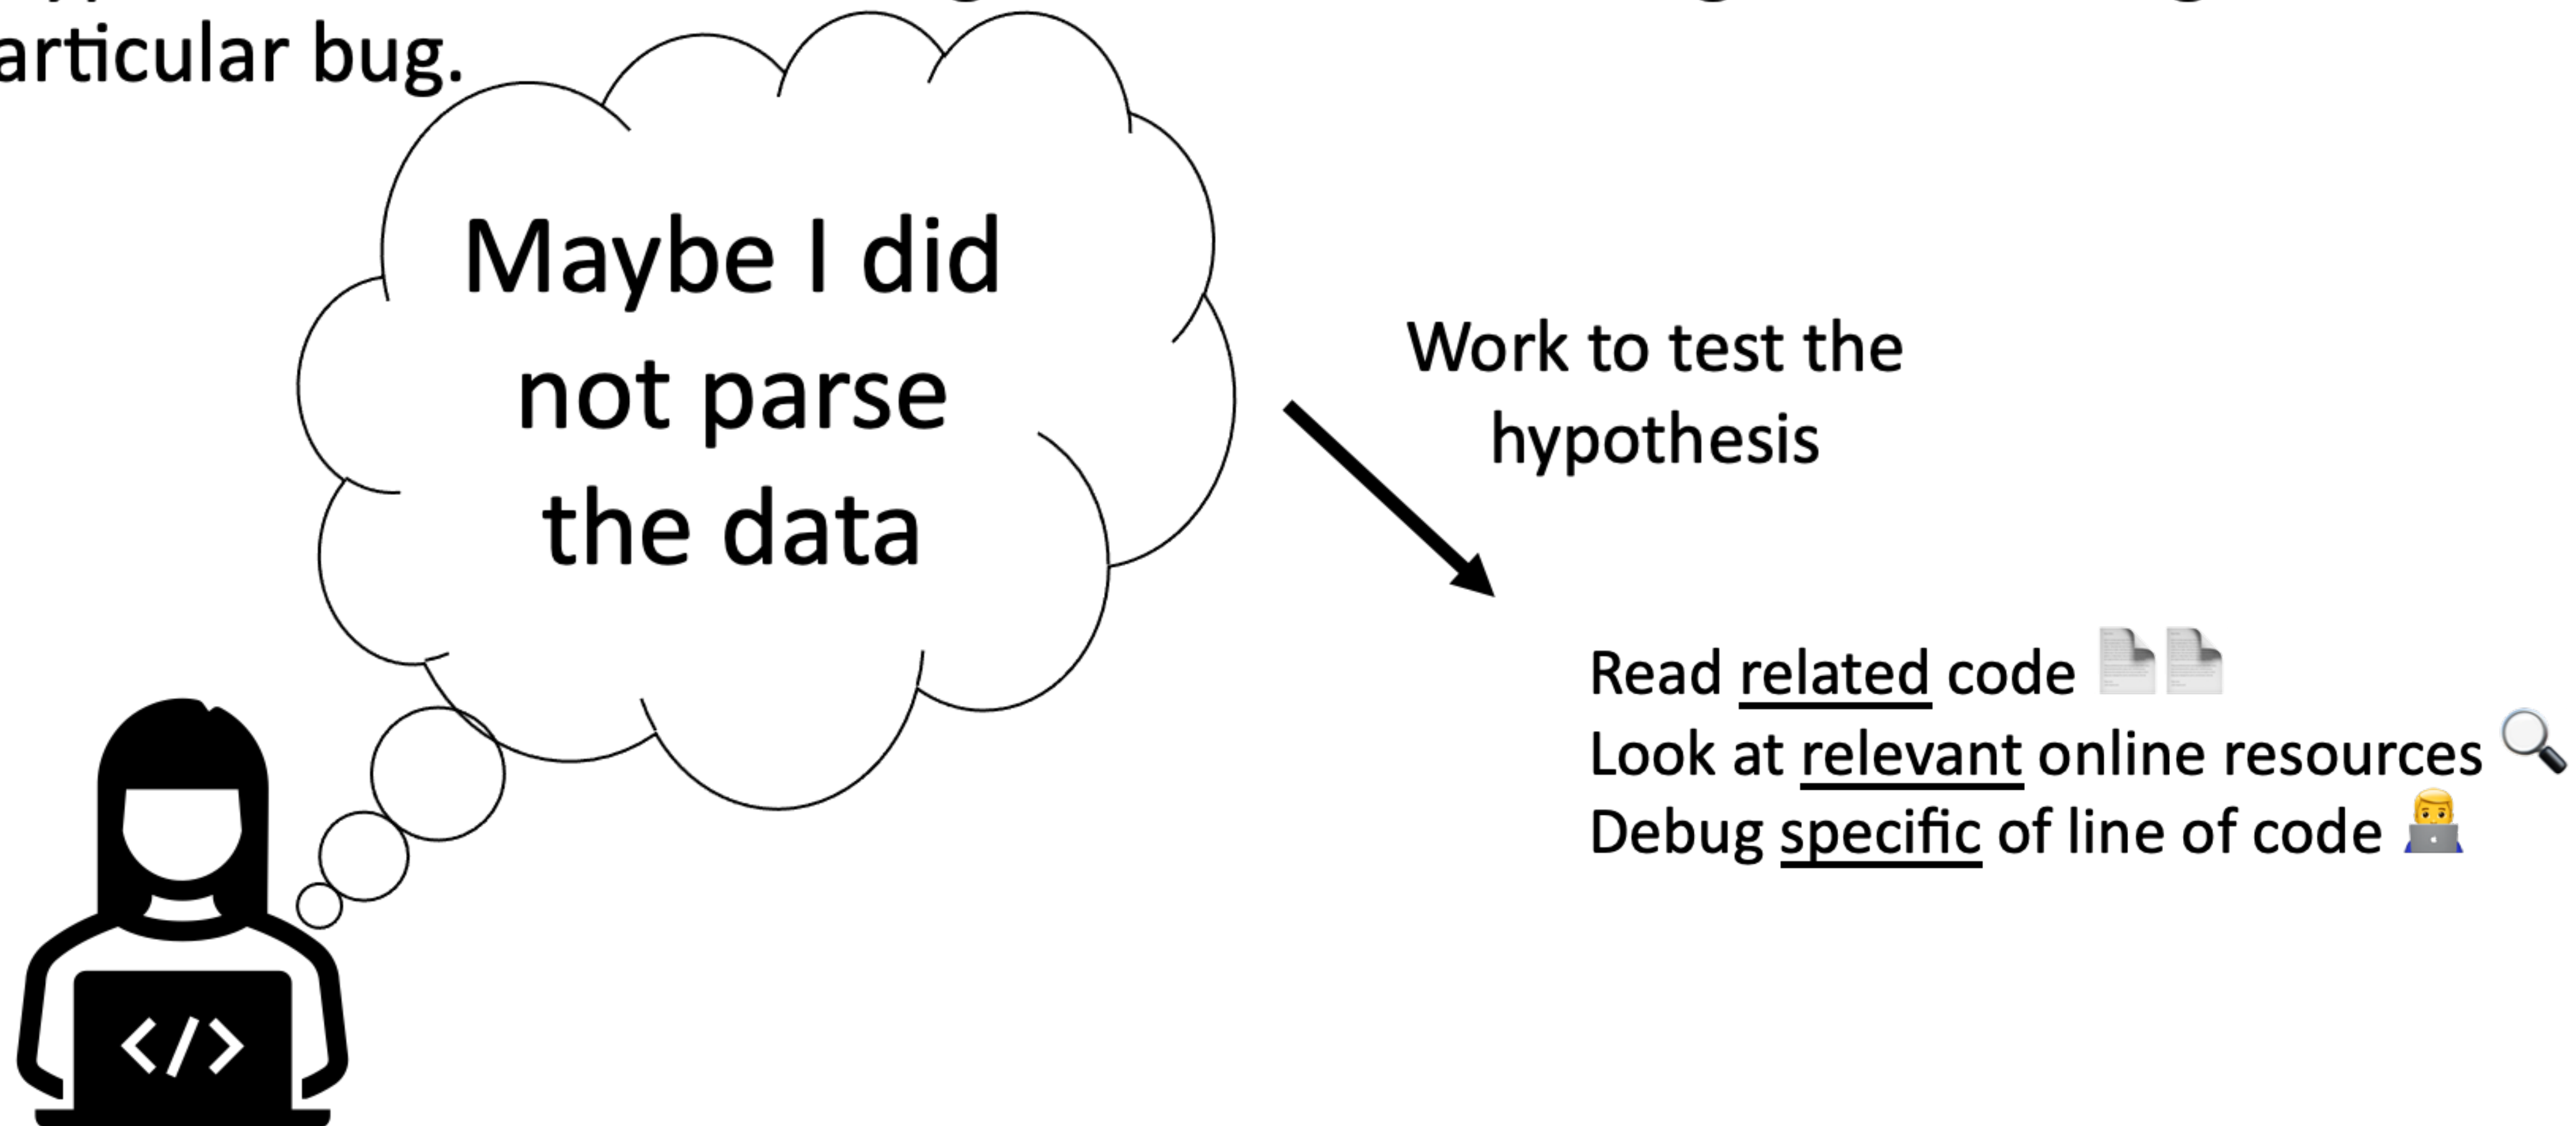 articular bug.
Maybe I did
not parse
the data
Work to test the
hypothesis
Read related code
Look at relevant online resources
Debug specific of line of code
</>